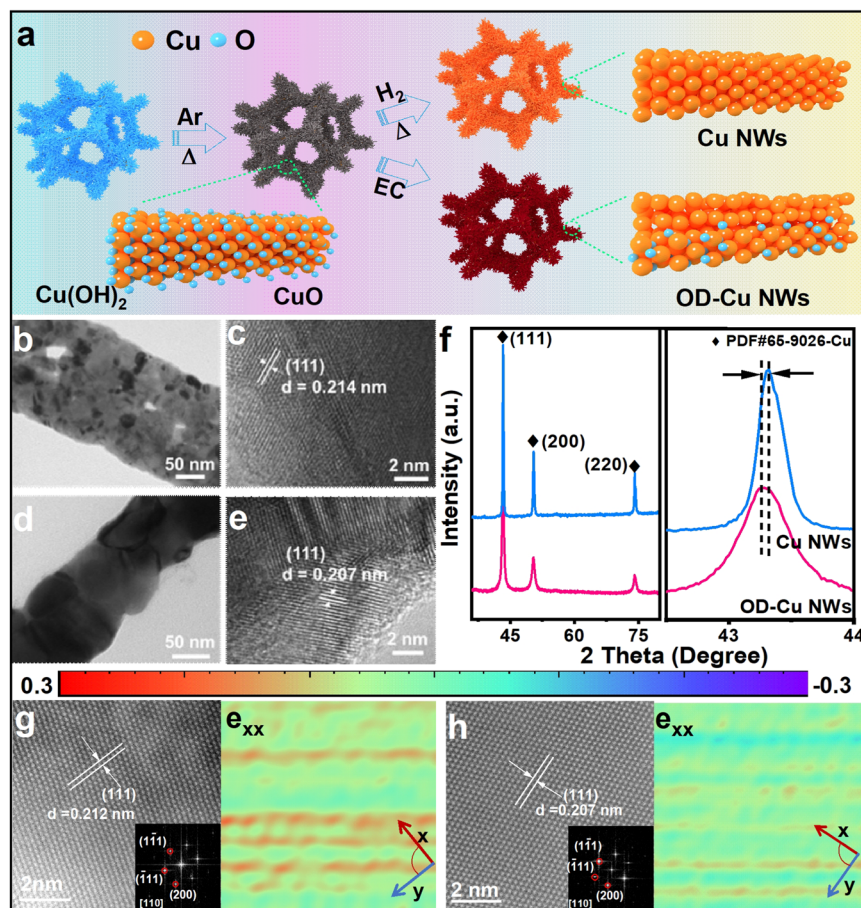 a
Cu O
Ar
Δ
H2
Δ
EC
Cu NWs
Cu(OH)2
CuO
OD-Cu NWs
b
50 nm
c
(111)
d = 0.214 nm
2 nm
d
50 nm
e
(111)
d = 0.207 nm
2 nm
f
Intensity (a.u.)
♦(111)
♦(200)
(220)♦
♦ PDF#65-9026-Cu
Cu NWs
OD-Cu NWs
45 60 75
43 44
2 Theta (Degree)
0.3
-0.3
g
(111)
d =0.212 nm
2nm
(11̄1)
(1̄11)
(200)
[110]
exx
x
y
h
(111)
d =0.207 nm
2 nm
(11̄1)
(1̄11)
(200)
[110]
exx
x
y